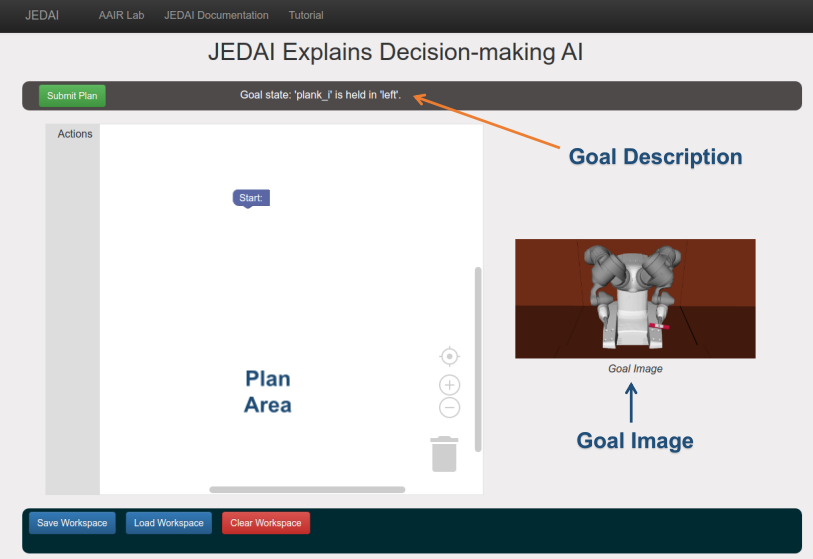 JEDAI AAIR Lab JEDAI Documentation Tutorial
JEDAI Explains Decision-making AI
Submit Plan
Goal state: 'plank_i' is held in 'left'.
Goal Description
Actions
Start:
Goal Image
Plan
Area
Goal Image
Save Workspace Load Workspace Clear Workspace